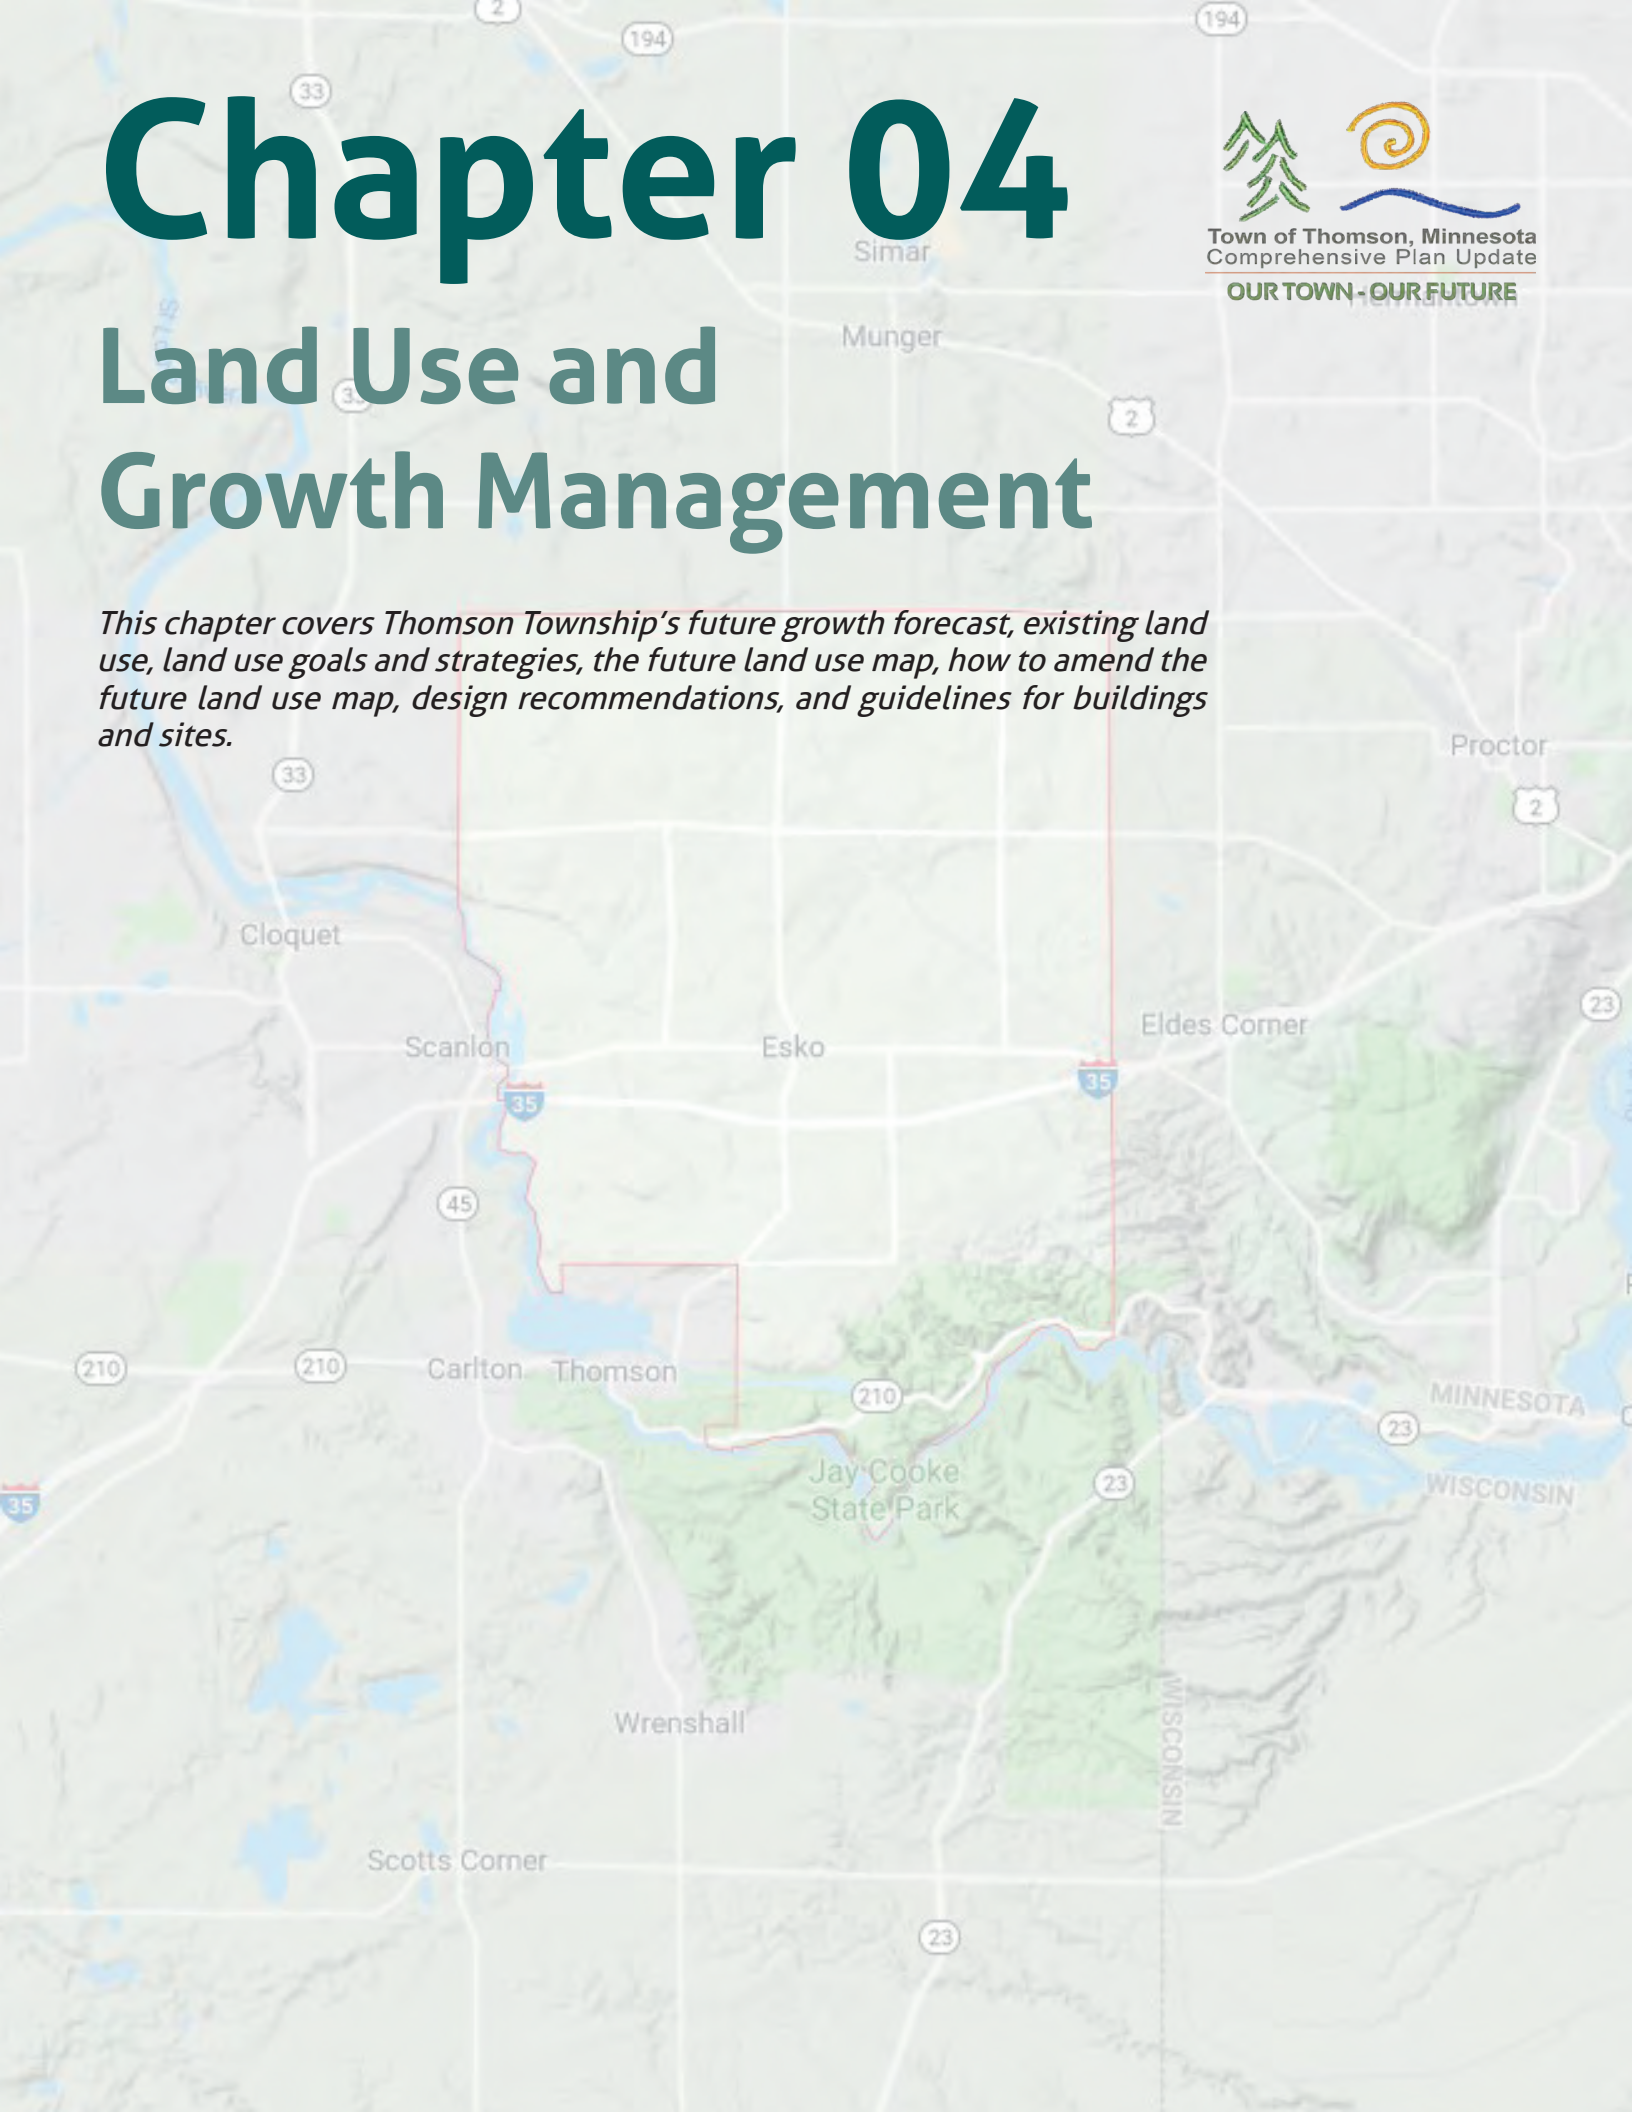 2
194
194
33
Chapter 04
Simar
Town of Thomson, Minnesota
Comprehensive Plan Update
OUR TOWN - OUR FUTURE
Hermantown
Munger
Land Use and
33
2
Growth Management
This chapter covers Thomson Township's future growth forecast, existing land
use, land use goals and strategies, the future land use map, how to amend the
future land use map, design recommendations, and guidelines for buildings
and sites.
33
Proctor
2
Cloquet
23
Scanlon
Esko
Eldes Corner
35
35
45
210
210
Carlton
Thomson
210
MINNESOTA
23
Jay Cooke
State Park
23
WISCONSIN
35
Wrenshall
WISCONSIN
Scotts Corner
23